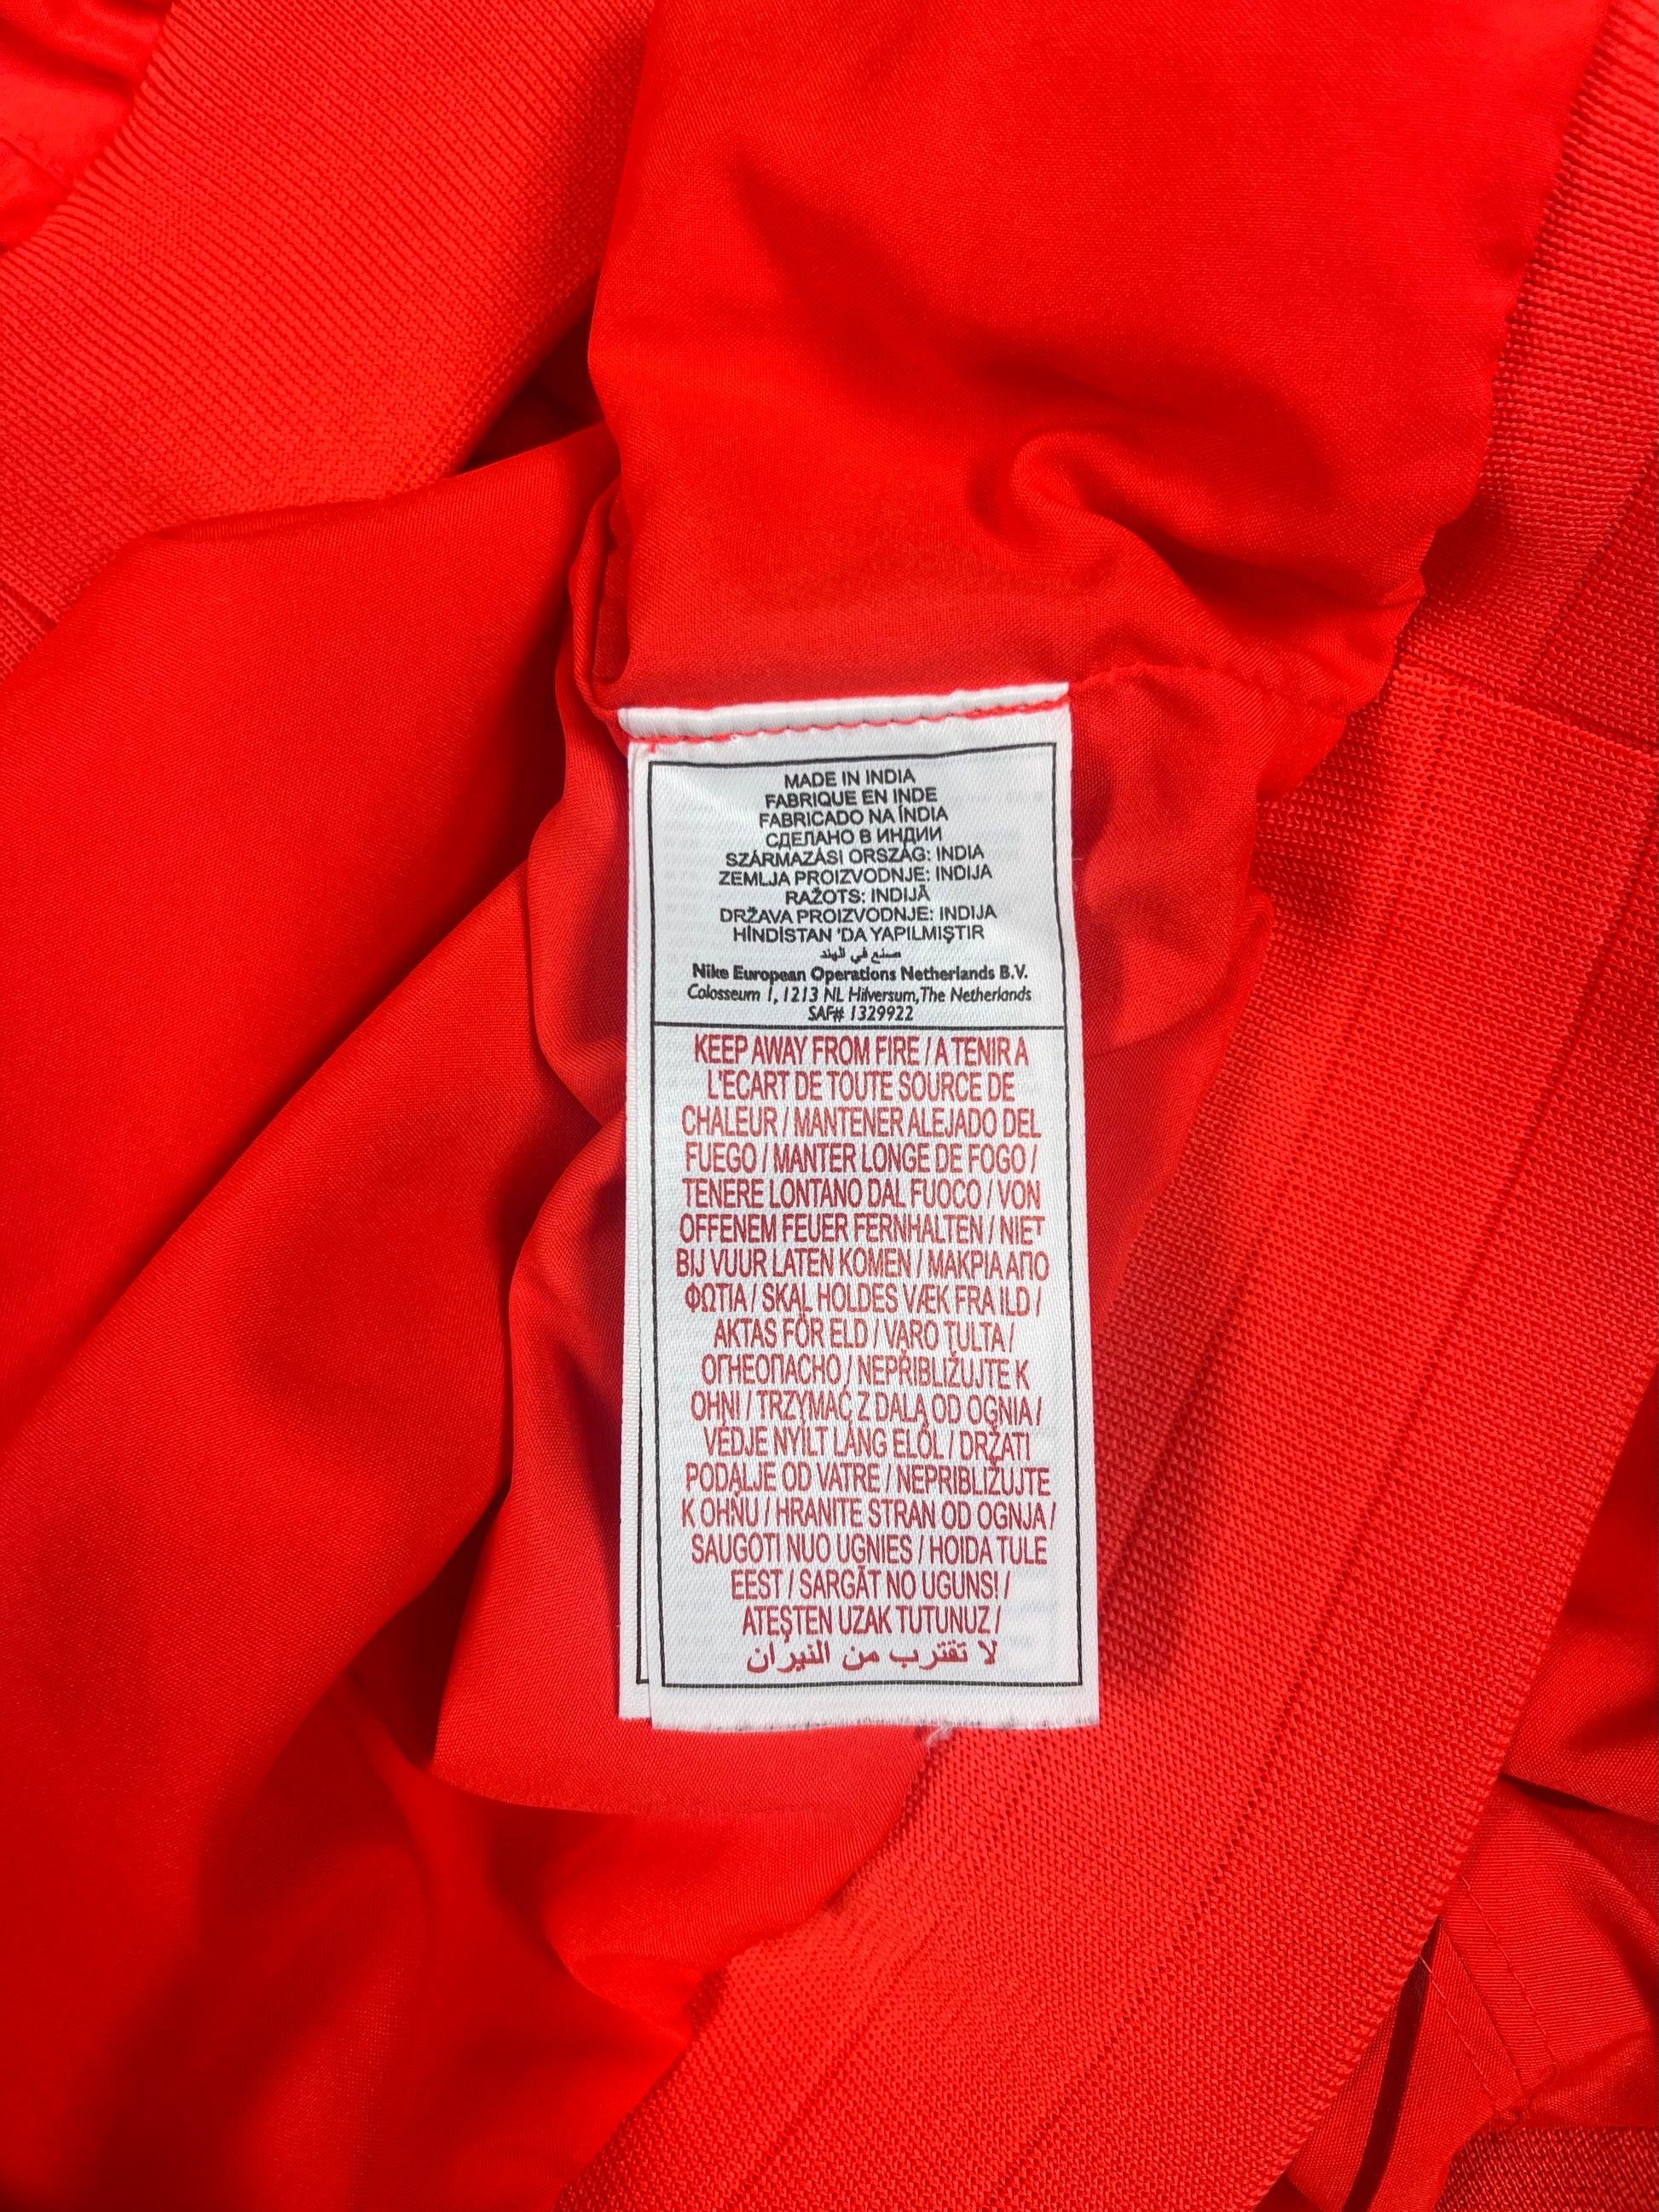 MADE IN INDIA
FABRIQUE EN INDE
FABRICADO NA ÍNDIA
СДЕЛАНО В ИНДИИ
SZÁRMAZÁSI ORSZÁG: INDIA
ZEMLJA PROIZVODNJE: INDIJA
RAŽOTS: INDIJĀ
DRŽAVA PROIZVODNJE: INDIJA
HİNDİSTAN 'DA YAPILMIŞTIR
صنع في الهند
Nike European Operations Netherlands B.V.
Colosseum 1, 1213 NL Hilversum, The Netherlands
SAF# 1329922
KEEP AWAY FROM FIRE / A TENIR A
L'ECART DE TOUTE SOURCE DE
CHALEUR / MANTENER ALEJADO DEL
FUEGO / MANTER LONGE DE FOGO /
TENERE LONTANO DAL FUOCO / VON
OFFENEM FEUER FERNHALTEN / NIET
BIJ VUUR LATEN KOMEN / ΜΑΚΡΙΑ ΑΠΟ
ΦΩΤΙΑ / SKAL HOLDES VÆK FRA ILD /
AKTAS FÖR ELD / VARO TULTA /
ОГНЕОПАСНО / NEPŘIBLIŽUJTE K
OHNI / TRZYMAĆ Z DALA OD OGNIA /
VEDJE NYÍLT LÁNG ELŐL / DRŽATI
PODALJE OD VATRE / NEPRIBLIŽUJTE
K OHŇU / HRANITE STRAN OD OGNJA /
SAUGOTI NUO UGNIES / HOIDA TULE
EEST / SARGĀT NO UGUNS! /
ATEŞTEN UZAK TUTUNUZ /
لا تقترب من النيران